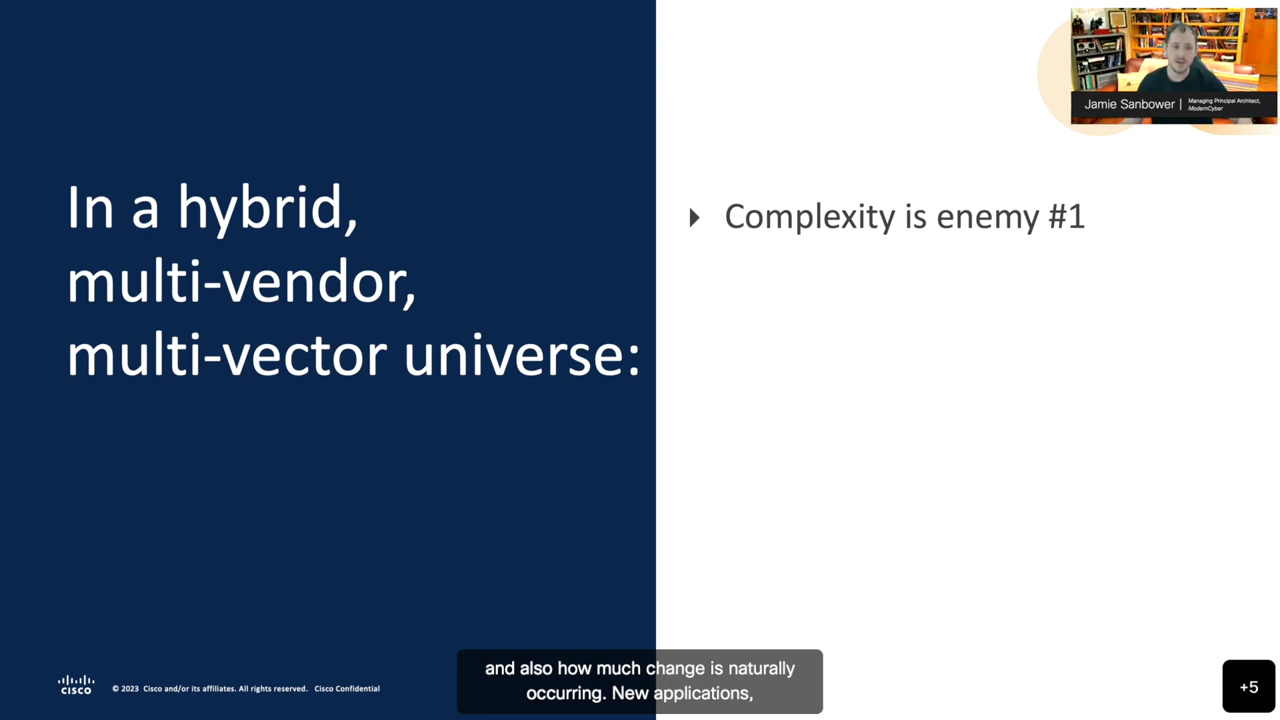 In a hybrid,
multi-vendor,
multi-vector universe:
Complexity is enemy #1
Jamie Sanbower |
Managing Principal Architect,
ModernCyber
and also how much change is naturally
occurring. New applications,
cisco
© 2023 Cisco and/or its affiliates. All rights reserved. Cisco Confidential
+5